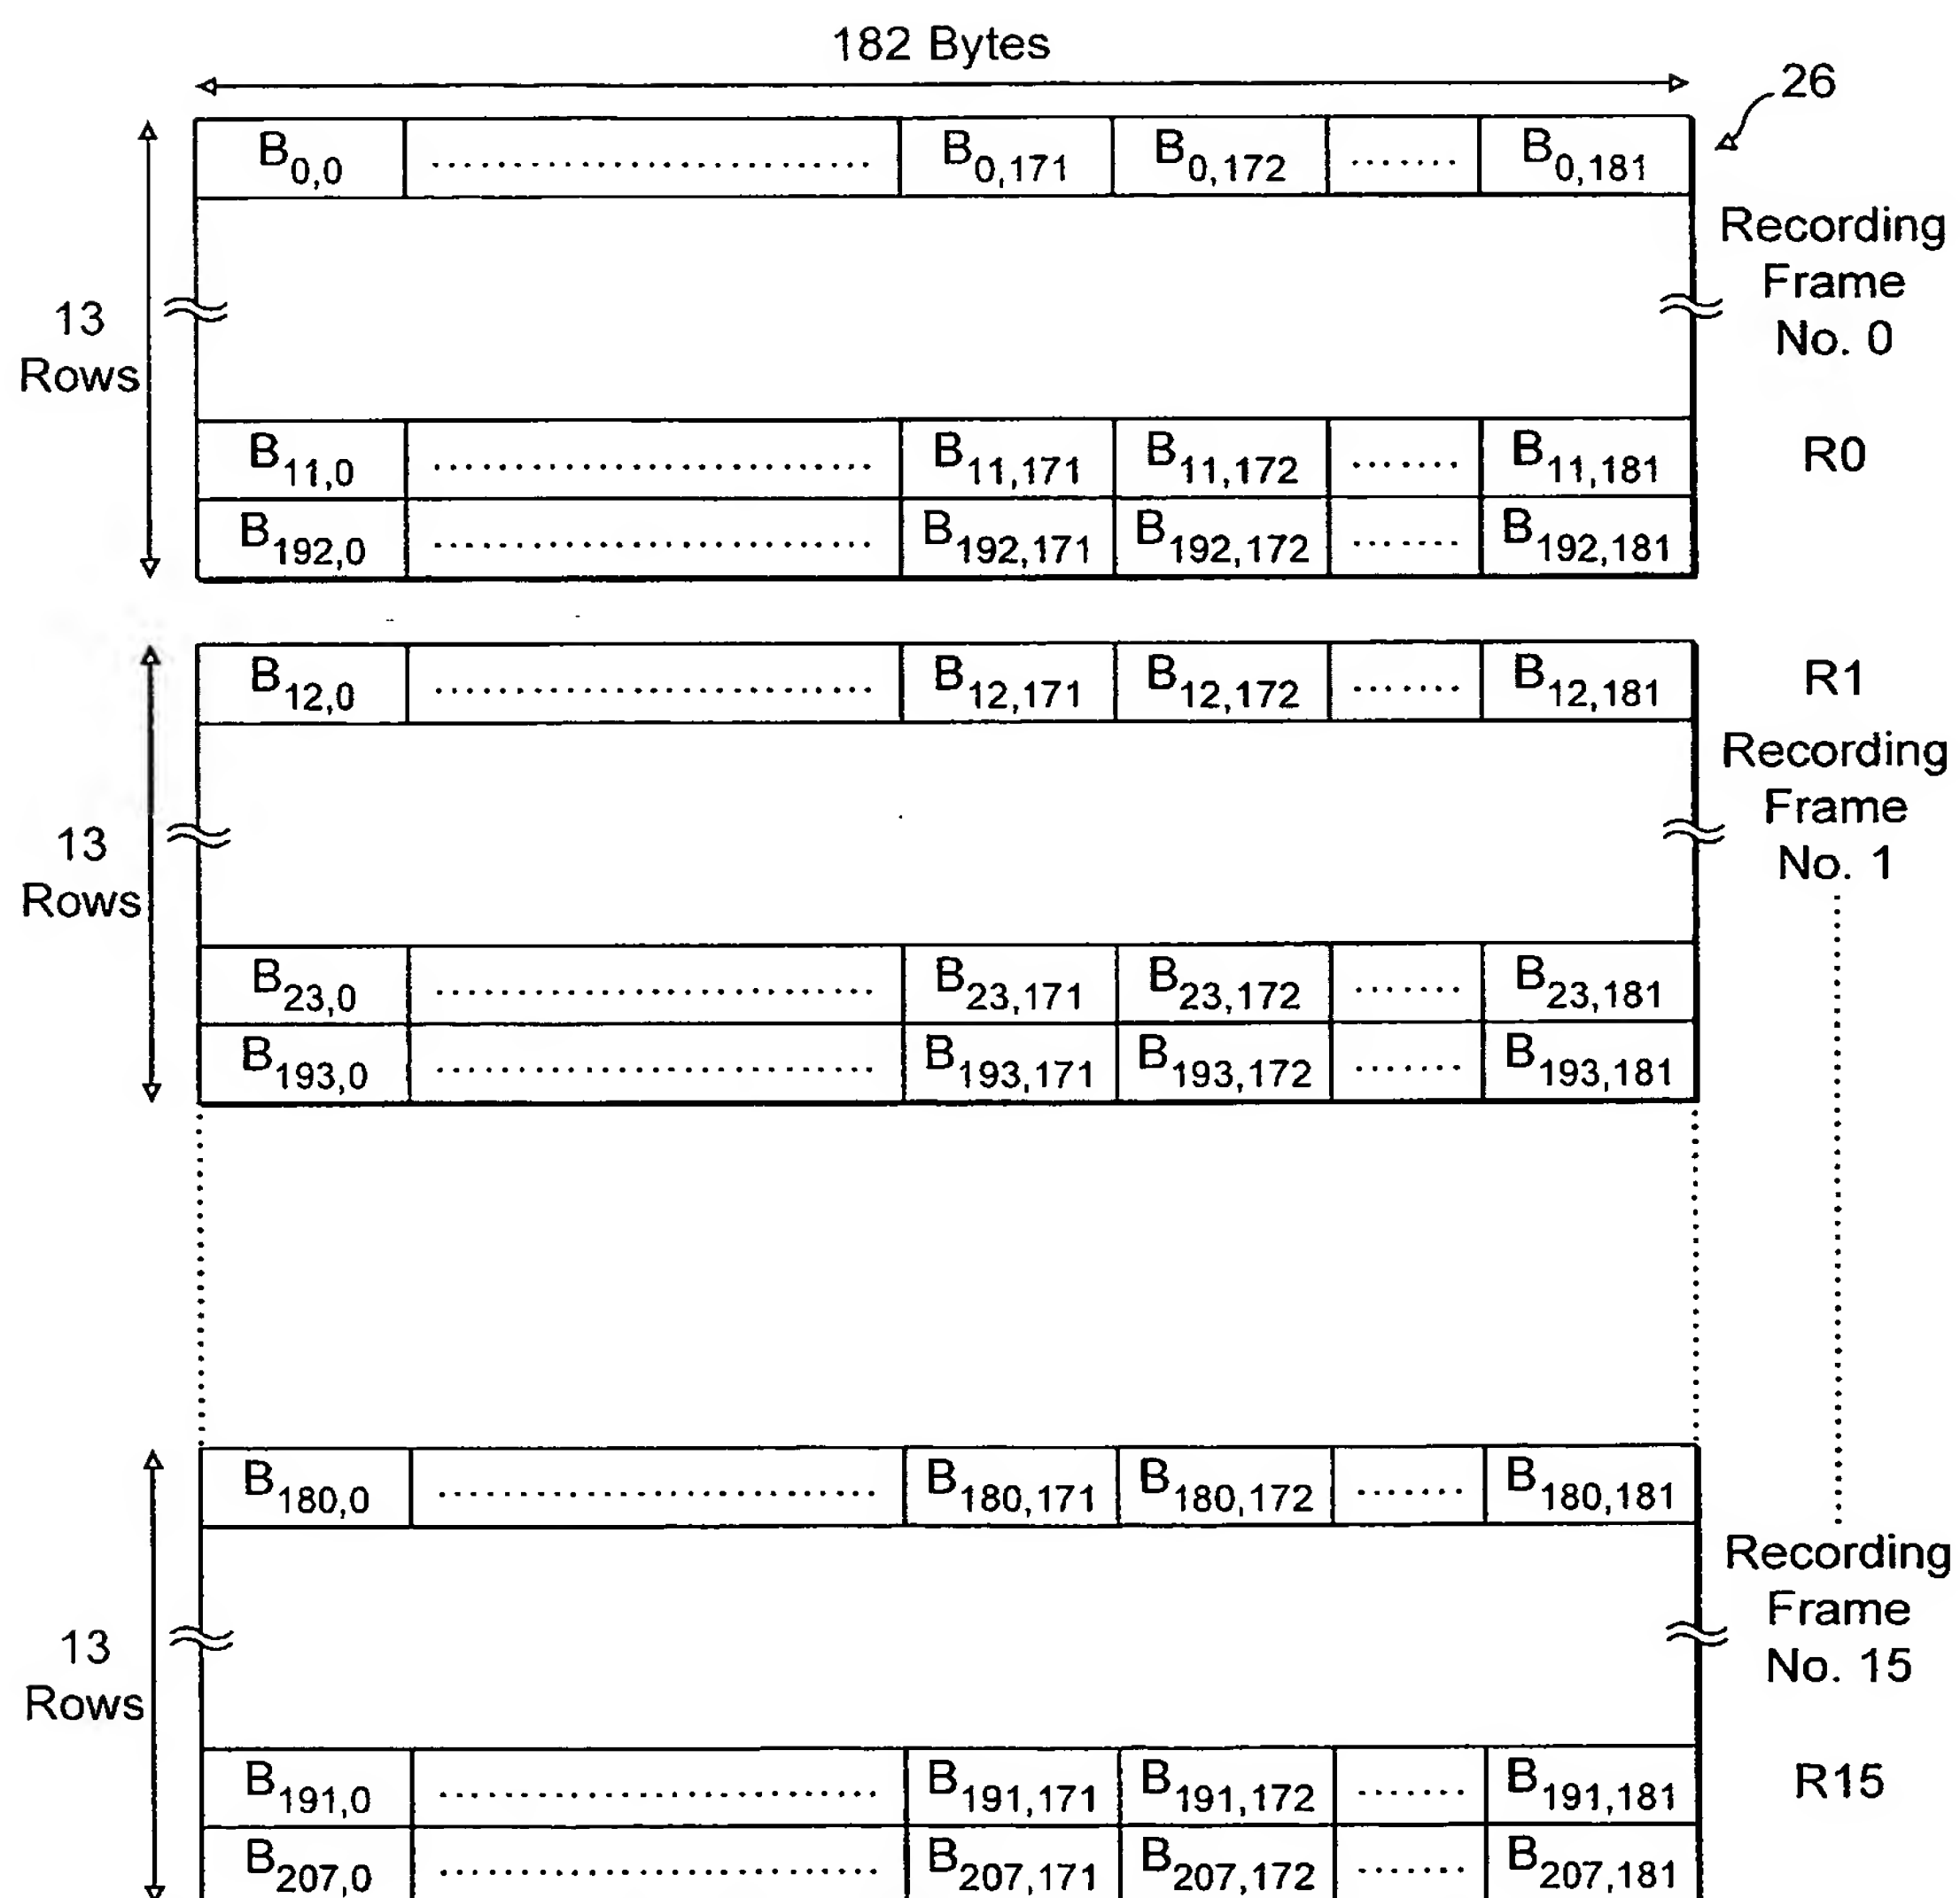 182 Bytes
26
B0,0 ........................... B0,171 B0,172 ....... B0,181
Recording
Frame
No. 0
13
Rows
B11,0 ........................... B11,171 B11,172 ....... B11,181
R0
B192,0 ........................... B192,171 B192,172 ....... B192,181
B12,0 ........................... B12,171 B12,172 ....... B12,181
R1
Recording
Frame
No. 1
13
Rows
B23,0 ........................... B23,171 B23,172 ....... B23,181
B193,0 ........................... B193,171 B193,172 ....... B193,181
B180,0 ........................... B180,171 B180,172 ....... B180,181
Recording
Frame
No. 15
13
Rows
B191,0 ........................... B191,171 B191,172 ....... B191,181
R15
B207,0 ........................... B207,171 B207,172 ....... B207,181